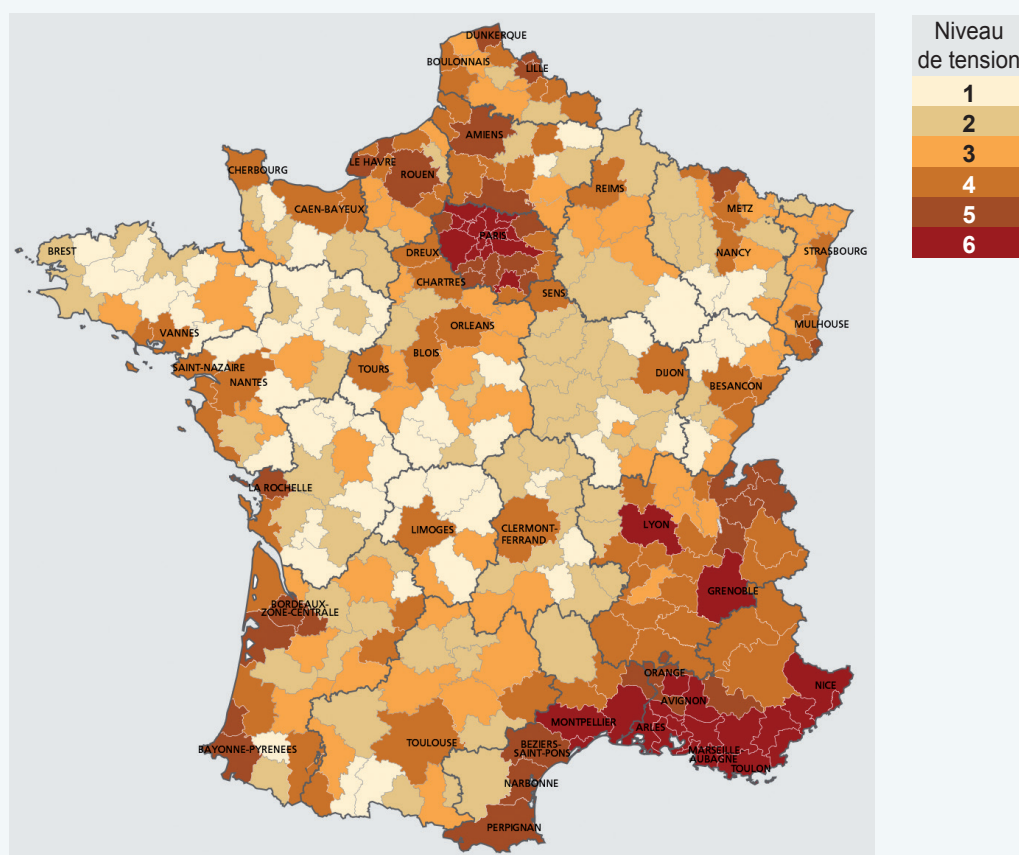 DUNKERQUE
BOULONNAIS
LILLE
AMIENS
LE HAVRE
CHERBOURG
ROUEN
REIMS
CAEN-BAYEUX
METZ
PARIS
BREST
DREUX
NANCY
STRASBOURG
CHARTRES
SENS
ORLEANS
MULHOUSE
VANNES
BLOIS
SAINT-NAZAIRE
TOURS
DIJON
NANTES
BESANCON
LA ROCHELLE
LYON
LIMOGES
CLERMONT-
FERRAND
GRENOBLE
BORDEAUX-
ZONE-CENTRALE
ORANGE
NICE
AVIGNON
MONTPELLIER
ARLES
TOULOUSE
BEZIERS-
SAINT-PONS
BAYONNE-PYRENEES
MARSEILLE
AUBAGNE
TOULON
NARBONNE
PERPIGNAN
Niveau
de tension
1
2
3
4
5
6